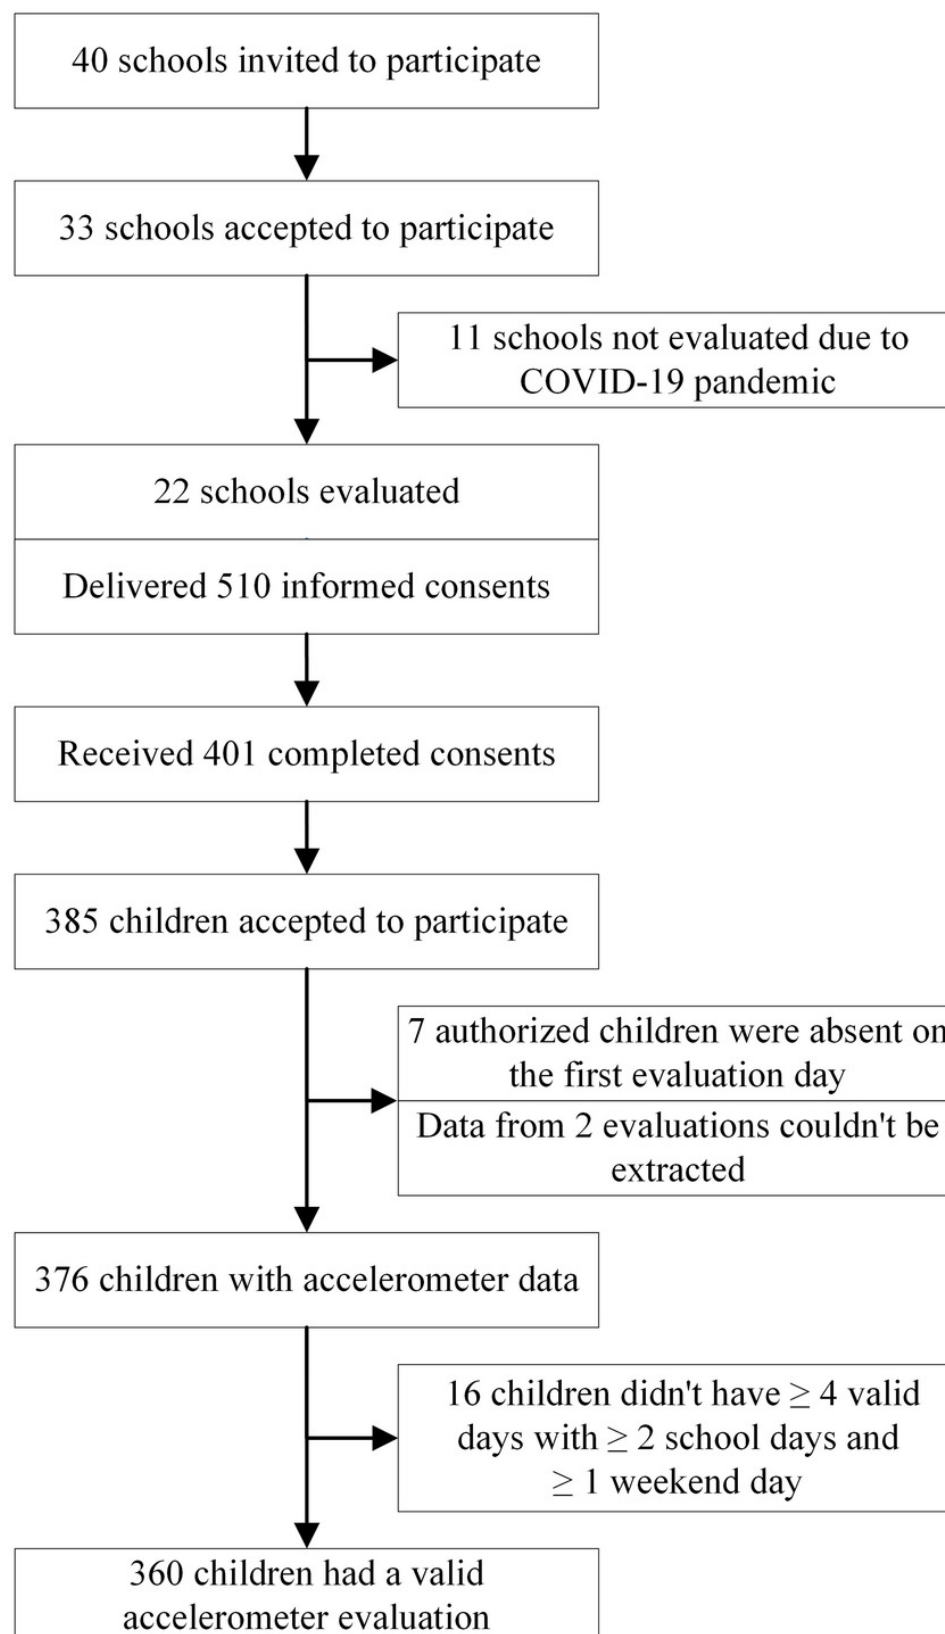 40 schools invited to participate
33 schools accepted to participate
11 schools not evaluated due to
COVID-19 pandemic
22 schools evaluated
Delivered 510 informed consents
Received 401 completed consents
385 children accepted to participate
7 authorized children were absent on
the first evaluation day
Data from 2 evaluations couldn't be
extracted
376 children with accelerometer data
16 children didn't have ≥ 4 valid
days with ≥ 2 school days and
≥ 1 weekend day
360 children had a valid
accelerometer evaluation